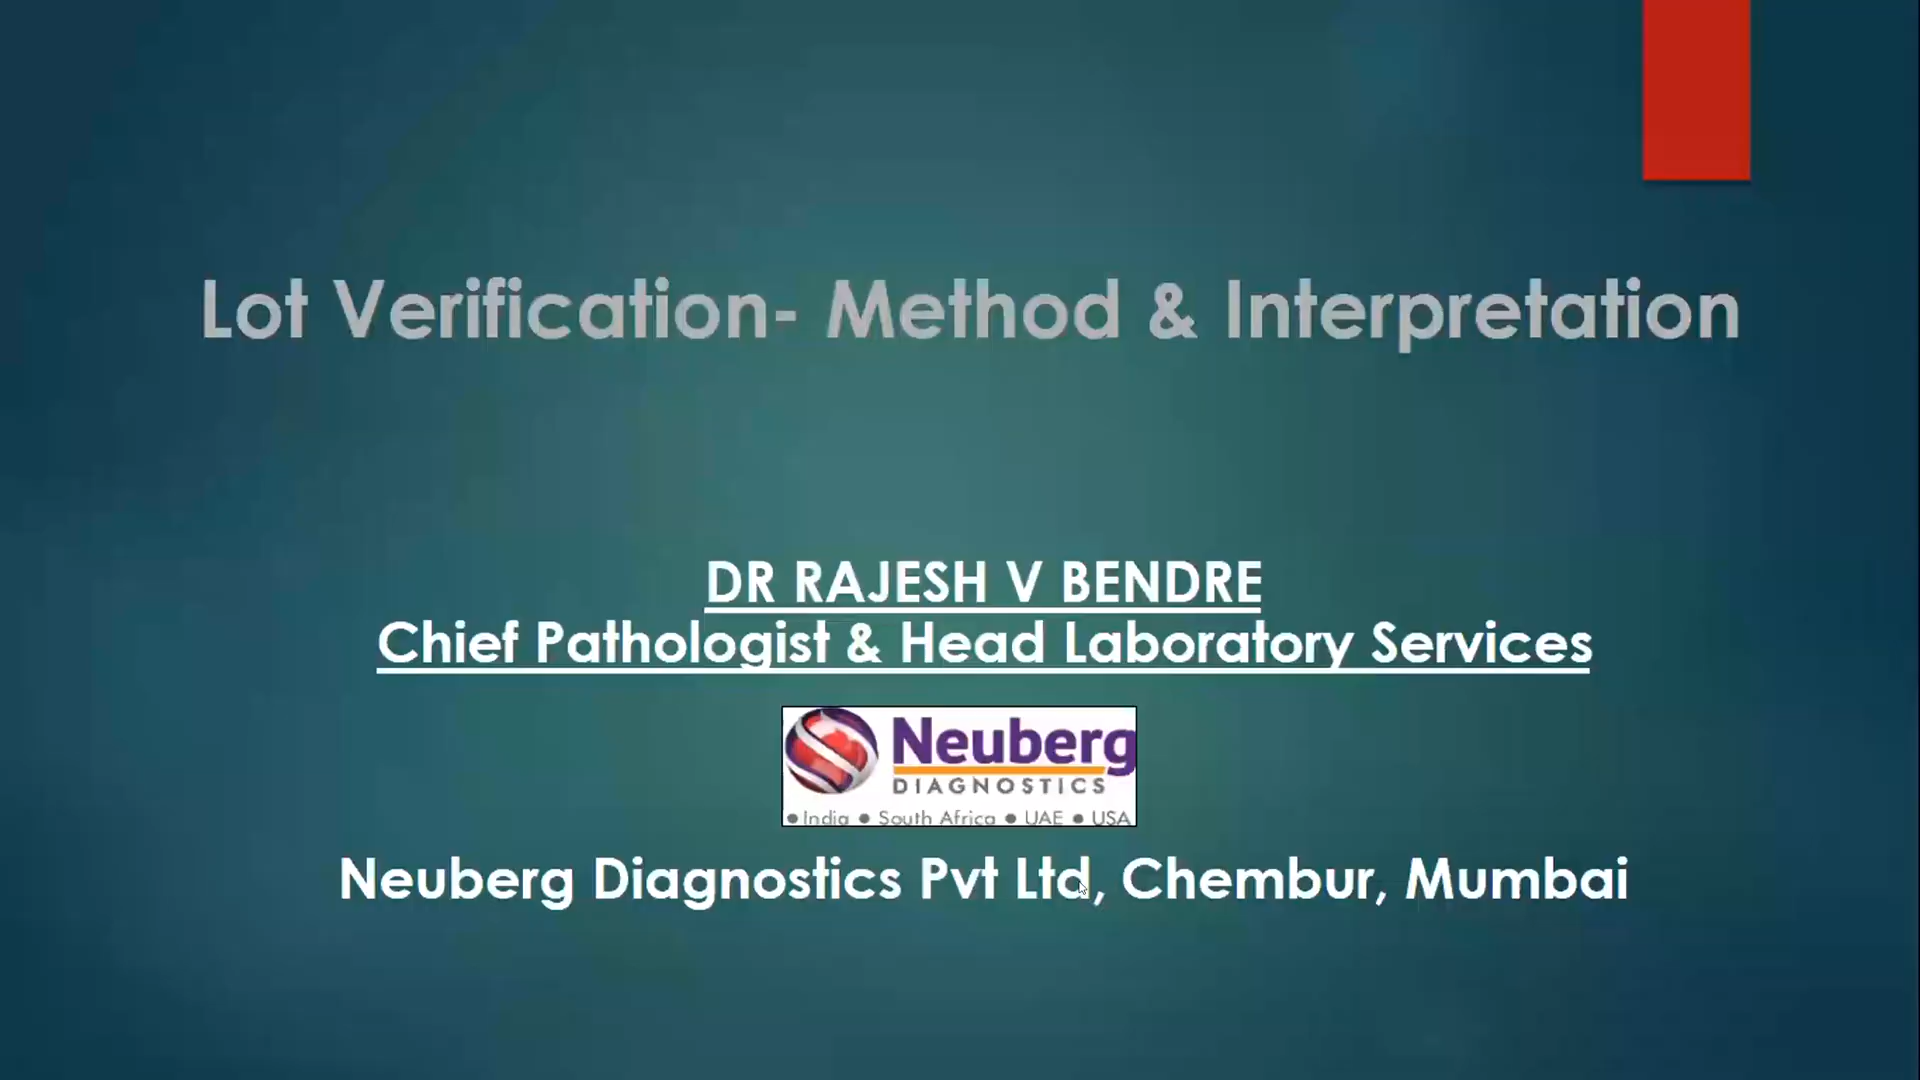 Lot Verification- Method & Interpretation
DR RAJESH V BENDRE
Chief Pathologist & Head Laboratory Services
Neuberg
DIAGNOSTICS
● India ● South Africa ● UAE ● USA
Neuberg Diagnostics Pvt Ltd, Chembur, Mumbai